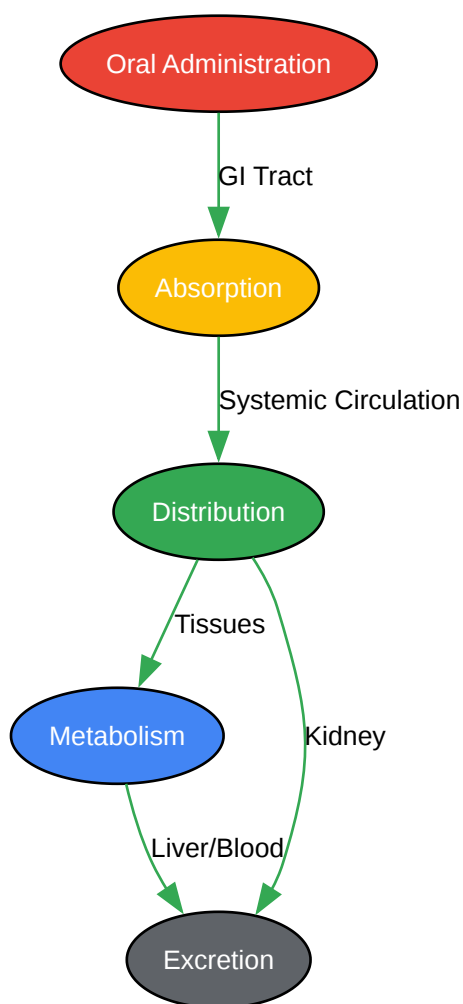 Oral Administration
GI Tract
Absorption
Systemic Circulation
Distribution
Tissues
Metabolism
Kidney
Liver/Blood
Excretion